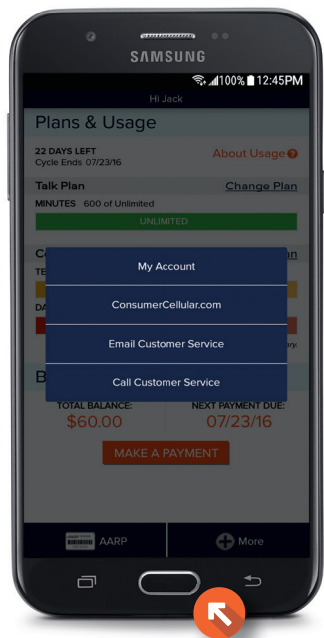 SAMSUNG
100% 12:45PM
Hi Jack
Plans & Usage
22 DAYS LEFT
Cycle Ends 07/23/16
About Usage ?
Talk Plan
Change Plan
MINUTES 600 of Unlimited
UNLIMITED
My Account
ConsumerCellular.com
Email Customer Service
Call Customer Service
TOTAL BALANCE:
$60.00
NEXT PAYMENT DUE:
07/23/16
MAKE A PAYMENT
AARP
More